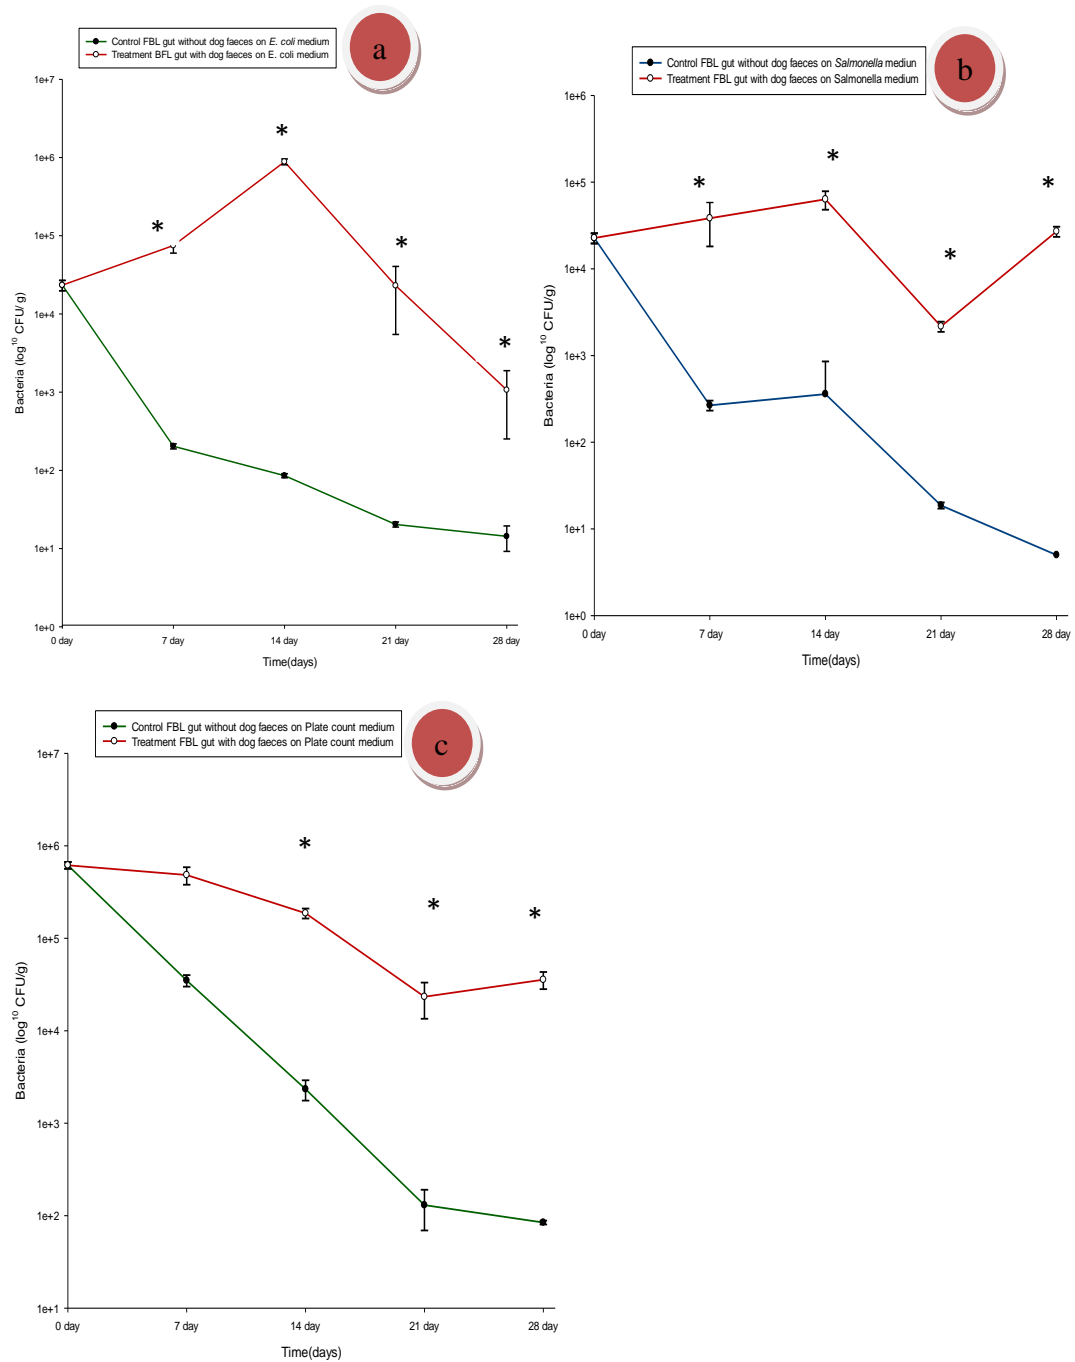 Control FBL gut without dog faeces on E. coli medium
Treatment BFL gut with dog faeces on E. coli medium
a
1e+7
1e+6
1e+5
1e+4
1e+3
1e+2
1e+1
1e+0
Bacteria (log10 CFU/g)
*
*
*
*
0 day 7 day 14 day 21 day 28 day
Time(days)
Control FBL gut without dog faeces on Salmonella mediun
Treatment FBL gut with dog faeces on Salmonella medium
b
1e+6
1e+5
1e+4
1e+3
1e+2
1e+1
1e+0
Bacteria (log10 CFU/g)
*
*
*
*
0 day 7 day 14 day 21 day 28 day
Time(days)
Control FBL gut without dog faeces on Plate count medium
Treatment FBL gut with dog faeces on Plate count medium
c
1e+7
1e+6
1e+5
1e+4
1e+3
1e+2
1e+1
Bacteria (log10 CFU/g)
*
*
*
0 day 7 day 14 day 21 day 28 day
Time(days)